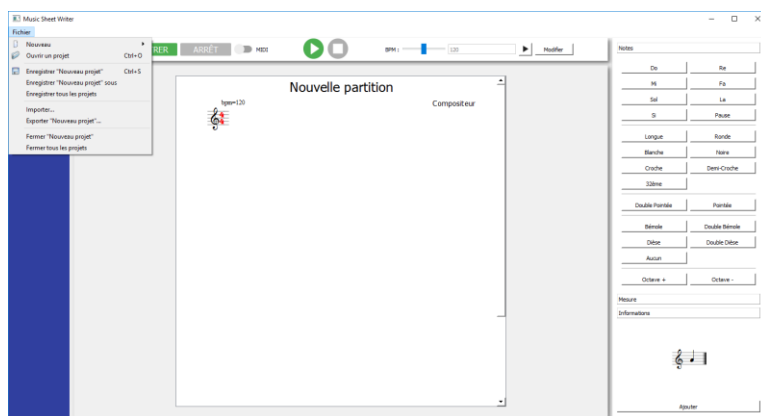 Music Sheet Writer
Fichier
Nouveau
Ouvrir un projet Ctrl+O
Enregistrer "Nouveau projet" Ctrl+S
Enregistrer "Nouveau projet" sous
Enregistrer tous les projets
Importer...
Exporter "Nouveau projet"...
Fermer "Nouveau projet"
Fermer tous les projets
RER ARRÊT MIDI BPM : 120 Modifier
Nouvelle partition
bpm=120
Compositeur
Notes
Do Re
Mi Fa
Sol La
Si Pause
Longue Ronde
Blanche Noire
Croche Demi-Croche
32ème
Double Pointée Pointée
Bémole Double Bémole
Dièse Double Dièse
Aucun
Octave + Octave -
Mesure
Informations
Ajouter